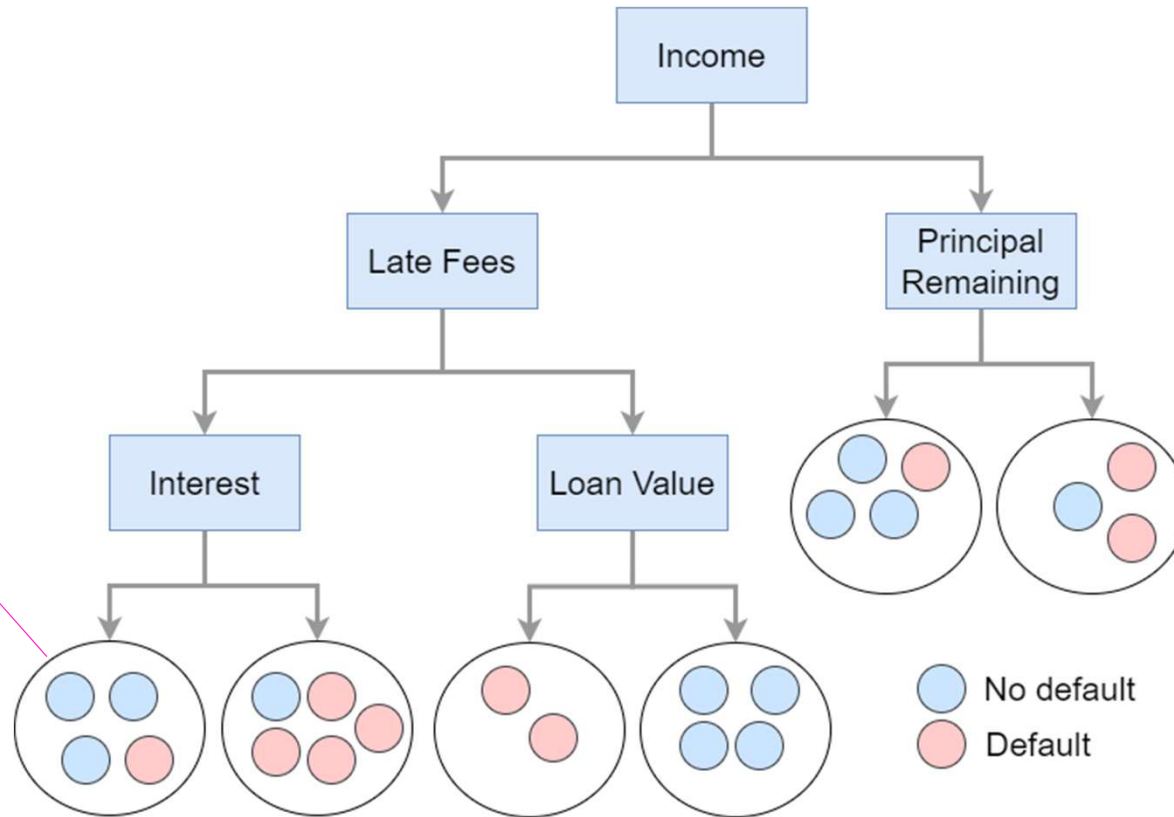 Income
Late Fees
Principal
Remaining
Interest
Loan Value
No default
Default